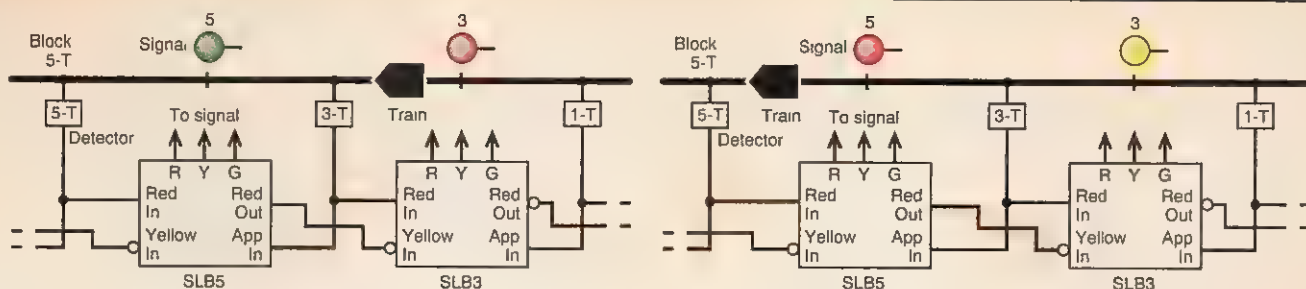 5 3
Block 5-T Signal
5-T Detector To signal 3-T Train 1-T
R Y G R Y G
Red In Red Out Red In Red Out
Yellow In App In Yellow In App In
SLB5 SLB3
5 3
Block 5-T Signal
5-T Detector Train To signal 3-T 1-T
R Y G R Y G
Red In Red Out Red In Red Out
Yellow In App In Yellow In App In
SLB5 SLB3